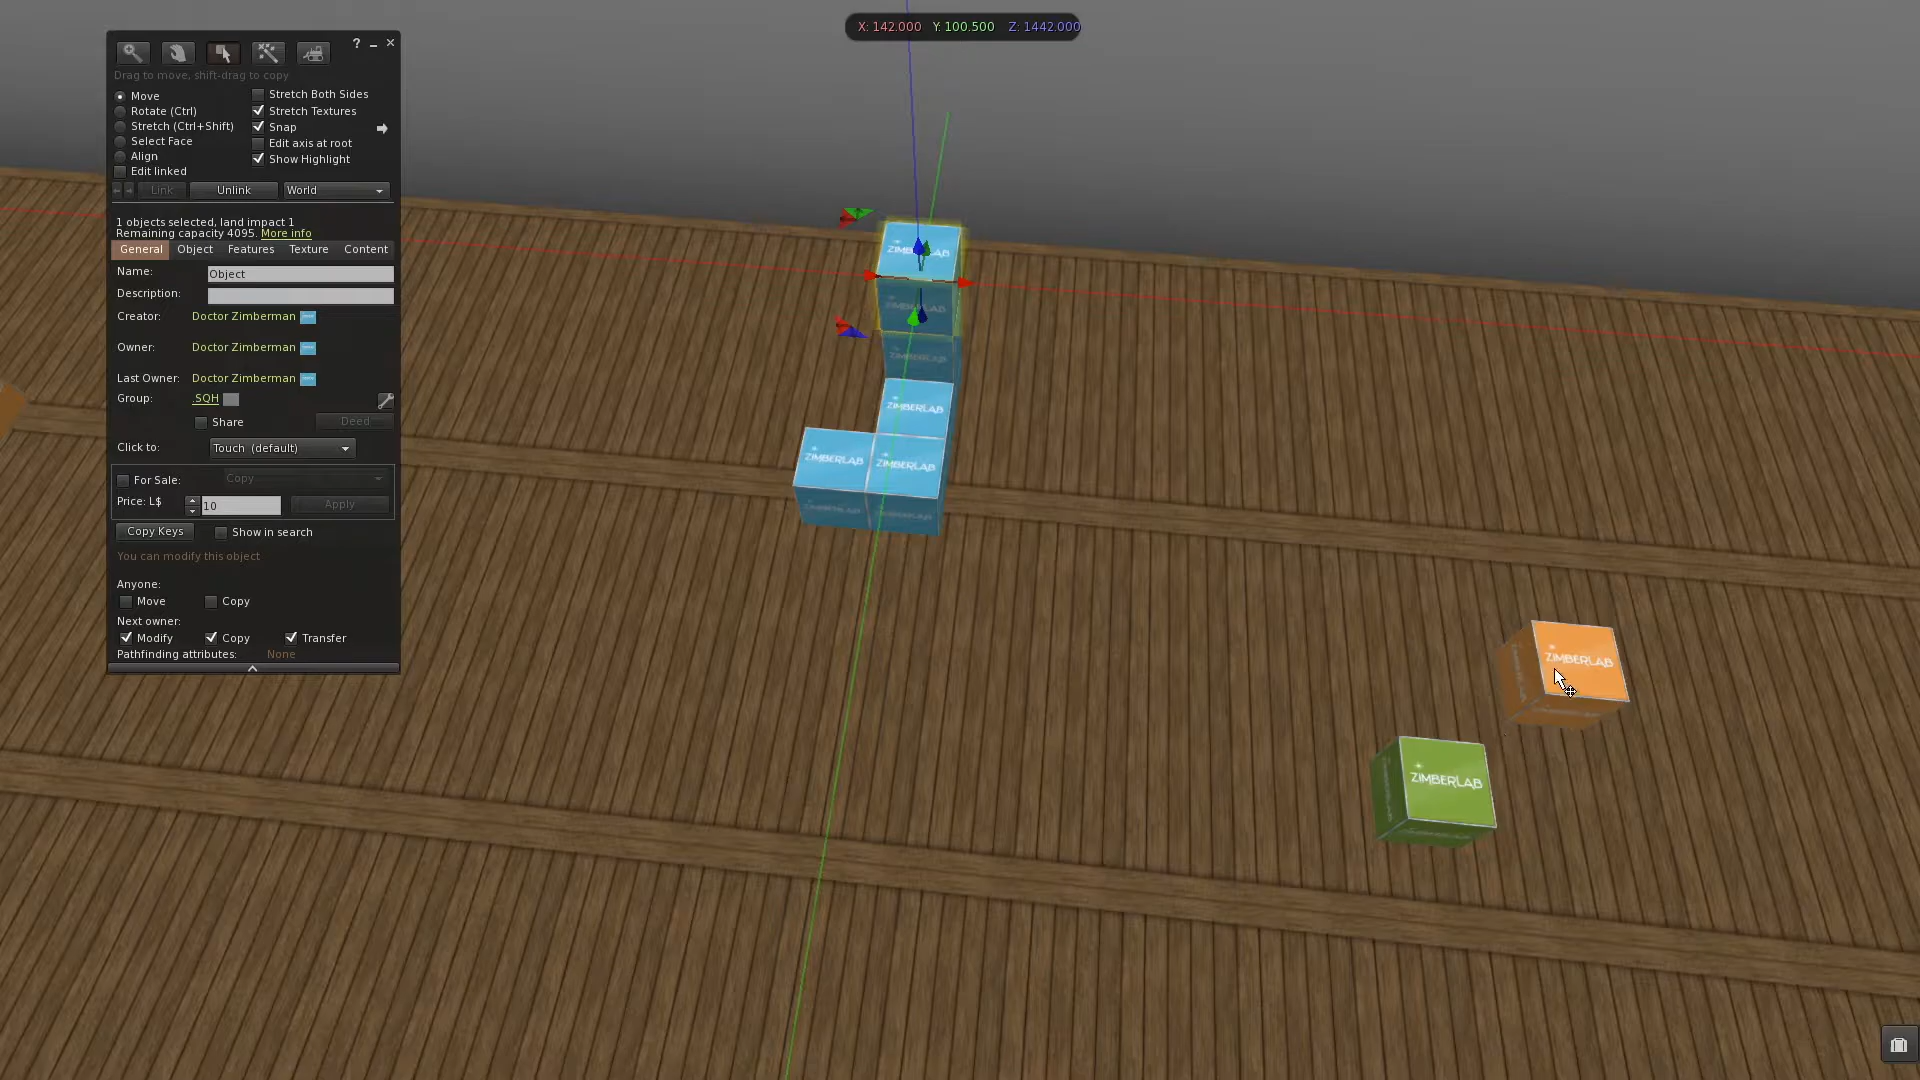 X: 142.000 Y: 100.500 Z: 1442.000
? _ ×
Drag to move, shift-drag to copy
Move
Rotate (Ctrl)
Stretch (Ctrl+Shift)
Select Face
Align
Edit linked
Stretch Both Sides
Stretch Textures
Snap
Edit axis at root
Show Highlight
Link Unlink World
1 objects selected, land impact 1
Remaining capacity 4095. More info
General Object Features Texture Content
Name: Object
Description:
Creator: Doctor Zimberman
Owner: Doctor Zimberman
Last Owner: Doctor Zimberman
Group: .SQH
Share Deed
Click to: Touch (default)
For Sale: Copy
Price: L$ 10 Apply
Copy Keys Show in search
You can modify this object
Anyone:
Move Copy
Next owner:
Modify Copy Transfer
Pathfinding attributes: None
ZIMBERLAB
ZIMBERLAB
ZIMBERLAB
ZIMBERLAB
ZIMBERLAB